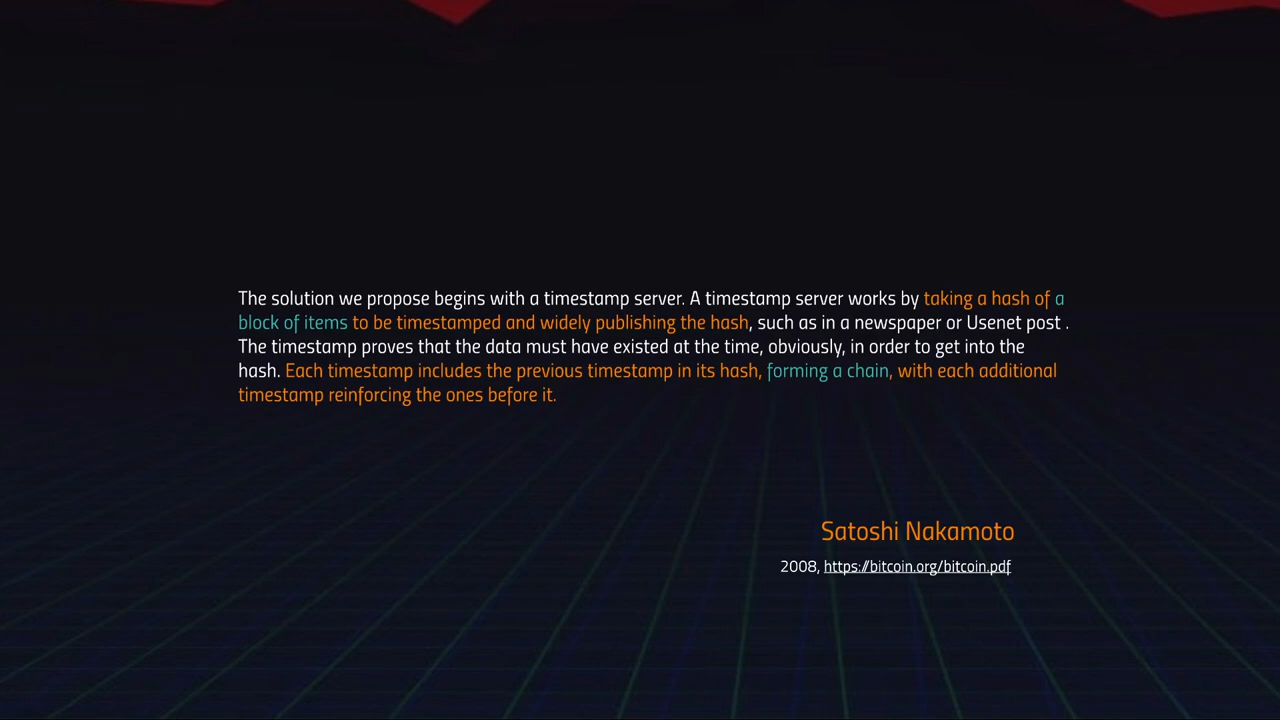 The solution we propose begins with a timestamp server. A timestamp server works by taking a hash of a
block of items to be timestamped and widely publishing the hash, such as in a newspaper or Usenet post .
The timestamp proves that the data must have existed at the time, obviously, in order to get into the
hash. Each timestamp includes the previous timestamp in its hash, forming a chain, with each additional
timestamp reinforcing the ones before it.
Satoshi Nakamoto
2008, https://bitcoin.org/bitcoin.pdf